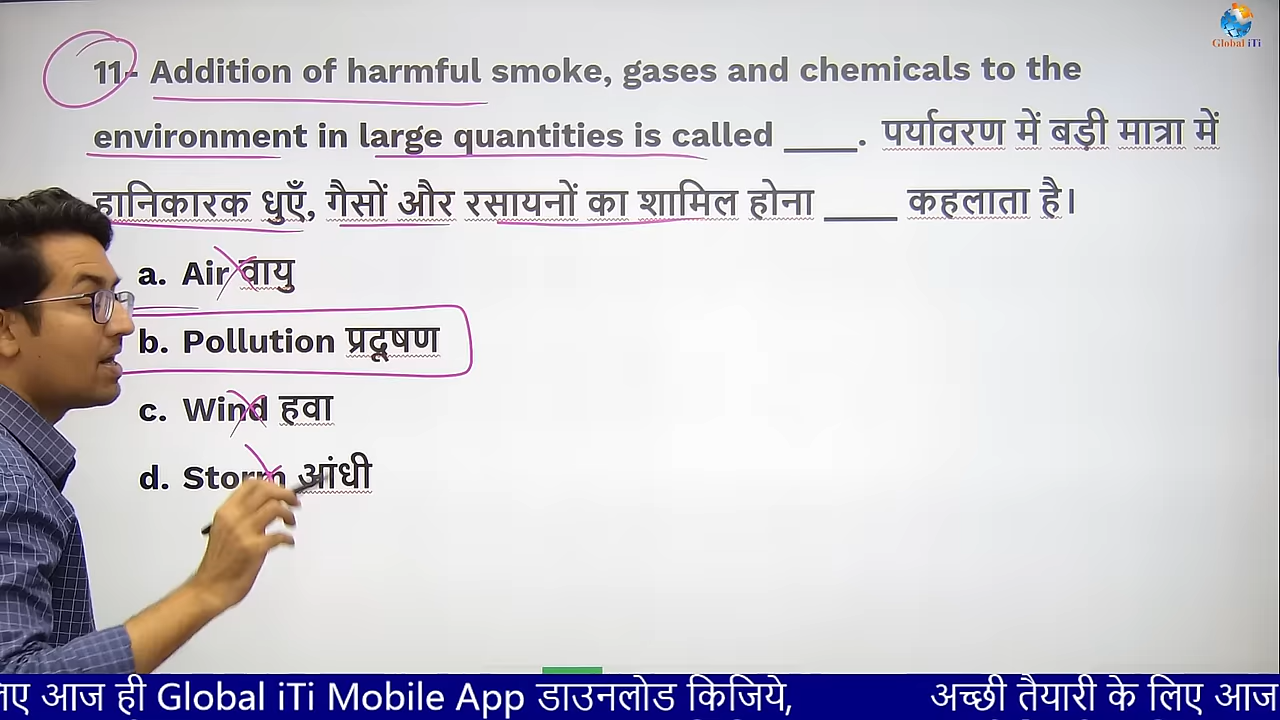 Global iTi
11- Addition of harmful smoke, gases and chemicals to the
environment in large quantities is called ____. पर्यावरण में बड़ी मात्रा में
हानिकारक धुएँ, गैसों और रसायनों का शामिल होना ____ कहलाता है।
a. Air वायु
b. Pollution प्रदूषण
c. Wind हवा
d. Storm आंधी
लिए आज ही Global iTi Mobile App डाउनलोड किजिये, अच्छी तैयारी के लिए आज